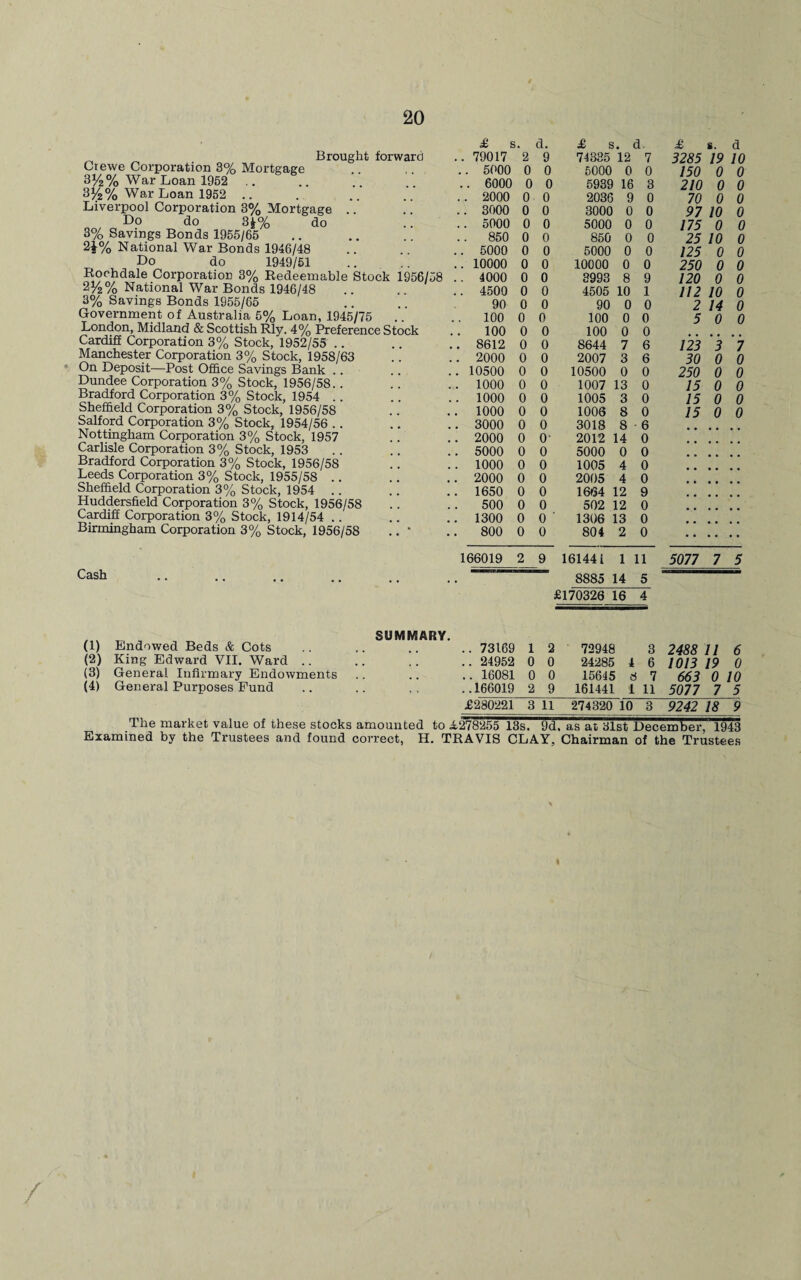 20
£ s. d. £ s. d. £ s. d
Brought forward .. 79017 2 9 74335 12 7 3285 19 10
Crewe Corporation 3% Mortgage .. .. .. 5000 0 0 5000 0 0 150 0 0
3½% War Loan 1952 .. .. .. .. .. 6000 0 0 5939 16 3 210 0 0
3½% War Loan 1952 .. .. .. .. 2000 0 0 2036 9 0 70 0 0
Liverpool Corporation 3% Mortgage .. .. .. 3000 0 0 3000 0 0 97 10 0
Do do 3¼% do .. .. 5000 0 0 5000 0 0 175 0 0
3% Savings Bonds 1955/65 .. .. .. .. 850 0 0 850 0 0 25 10 0
2½% National War Bonds 1946/48 .. .. .. 5000 0 0 5000 0 0 125 0 0
Do do 1949/51 .. .. .. 10000 0 0 10000 0 0 250 0 0
Rochdale Corporation 3% Redeemable Stock 1956/58 .. 4000 0 0 3993 8 9 120 0 0
2½% National War Bonds 1946/48 .. .. .. 4500 0 0 4505 10 1 112 10 0
3% Savings Bonds 1955/65 .. .. 90 0 0 90 0 0 2 14 0
Government of Australia 5% Loan, 1945/75 .. .. 100 0 0 100 0 0 5 0 0
London, Midland & Scottish Rly. 4% Preference Stock .. 100 0 0 100 0 0 .. .. ..
Cardiff Corporation 3% Stock, 1952/55 .. .. .. 8612 0 0 8644 7 6 123 3 7
Manchester Corporation 3% Stock, 1958/63 .. .. 2000 0 0 2007 3 6 30 0 0
On Deposit—Post Office Savings Bank .. .. .. 10500 0 0 10500 0 0 250 0 0
Dundee Corporation 3% Stock, 1956/58.. .. .. 1000 0 0 1007 13 0 15 0 0
Bradford Corporation 3% Stock, 1954 .. .. .. 1000 0 0 1005 3 0 15 0 0
Sheffield Corporation 3% Stock, 1956/58 .. .. 1000 0 0 1006 8 0 15 0 0
Salford Corporation 3% Stock, 1954/56 .. .. .. 3000 0 0 3018 8 6 .. .. ..
Nottingham Corporation 3% Stock, 1957 .. .. 2000 0 0 2012 14 0 .. .. ..
Carlisle Corporation 3% Stock, 1953 .. .. .. 5000 0 0 5000 0 0 .. .. ..
Bradford Corporation 3% Stock, 1956/58 .. .. 1000 0 0 1005 4 0 .. .. ..
Leeds Corporation 3% Stock, 1955/58 .. .. .. 2000 0 0 2005 4 0 .. .. ..
Sheffield Corporation 3% Stock, 1954 .. .. .. 1650 0 0 1664 12 9 .. .. ..
Huddersfield Corporation 3% Stock, 1956/58 .. .. 500 0 0 502 12 0 .. .. ..
Cardiff Corporation 3% Stock, 1914/54 .. .. .. 1300 0 0 1306 13 0 .. .. ..
Birmingham Corporation 3% Stock, 1956/58 .. .. 800 0 0 804 2 0 .. .. ..
166019 2 9 161441 1 11 5077 7 5
Cash .. .. .. .. .. .. 8885 14 5
£170326 16 4
SUMMARY.
(1) Endowed Beds & Cots .. .. .. .. 73169 1 2 72948 3 2488 11 6
(2) King Edward VII. Ward .. .. .. .. 24952 0 0 24285 4 6 1013 19 0
(3) General Infirmary Endowments .. .. .. 16081 0 0 15645 8 7 663 0 10
(4) General Purposes Fund .. .. .. ..166019 2 9 161441 1 11 5077 7 5
£280221 3 11 274320 10 3 9242 18 9
The market value of these stocks amounted to £278255 13s. 9d. as at 31st December, 1943
Examined by the Trustees and found correct, H. TRAVIS CLAY, Chairman of the Trustees